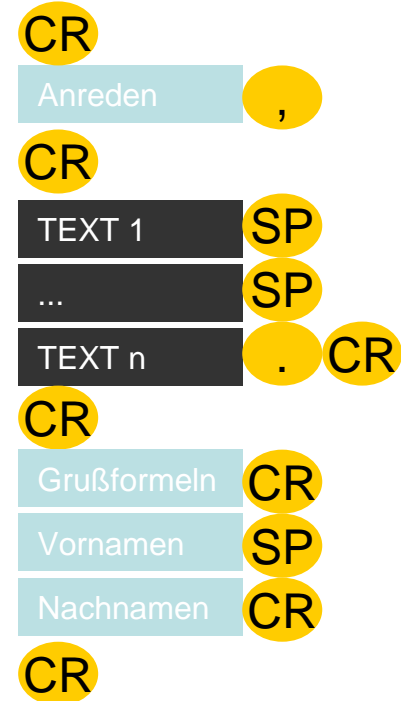 CR
Anreden ,
CR
TEXT 1 SP
... SP
TEXT n . CR
CR
Grußformeln CR
Vornamen SP
Nachnamen CR
CR